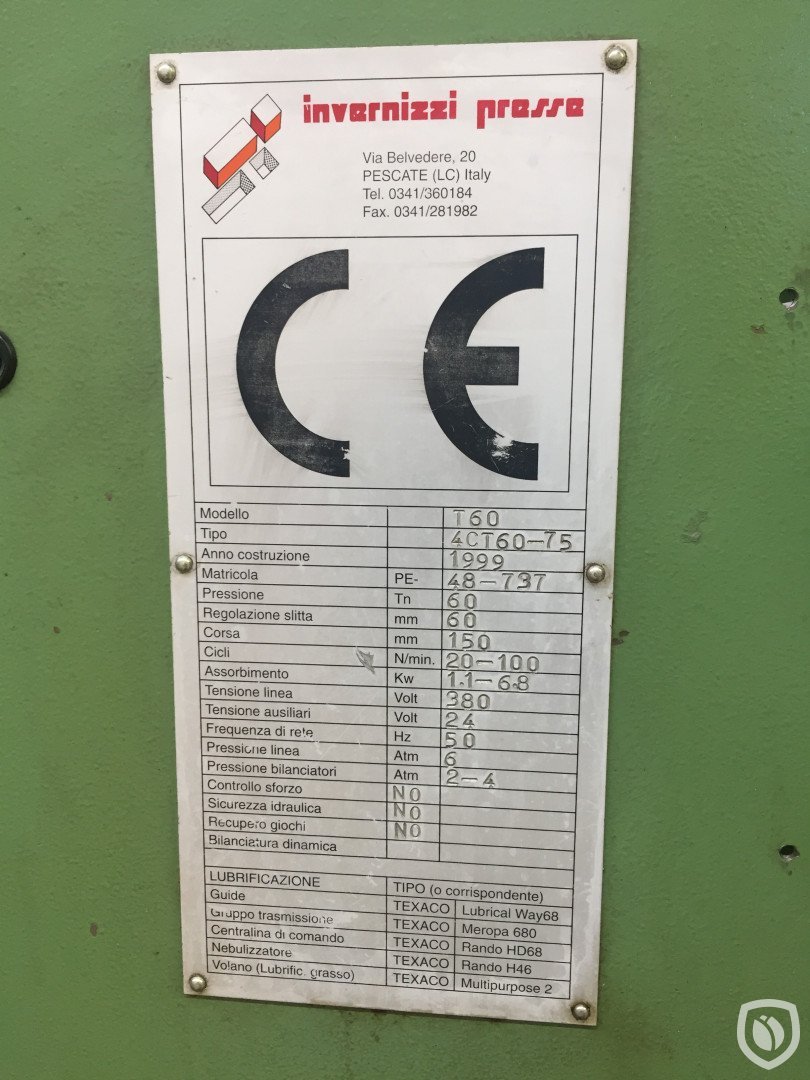 invernizzi presse
Via Belvedere, 20
PESCATE (LC) Italy
Tel. 0341/360184
Fax. 0341/281982
CE
Modello T60
Tipo 4CT60-75
Anno costruzione 1999
Matricola PE- 48-737
Pressione Tn 60
Regolazione slitta mm 60
Corsa mm 150
Cicli N/min. 20-100
Assorbimento Kw 1.1-6.8
Tensione linea Volt 380
Tensione ausiliari Volt 24
Frequenza di rete Hz 50
Pressione linea Atm 6
Pressione bilanciatori Atm 2-4
Controllo sforzo NO
Sicurezza idraulica NO
Recupero giochi NO
Bilanciatura dinamica
LUBRIFICAZIONE TIPO (o corrispondente)
Guide TEXACO Lubrical Way68
Gruppo trasmissione TEXACO Meropa 680
Centralina di comando TEXACO Rando HD68
Nebulizzatore TEXACO Rando H46
Volano (Lubrific. grasso) TEXACO Multipurpose 2